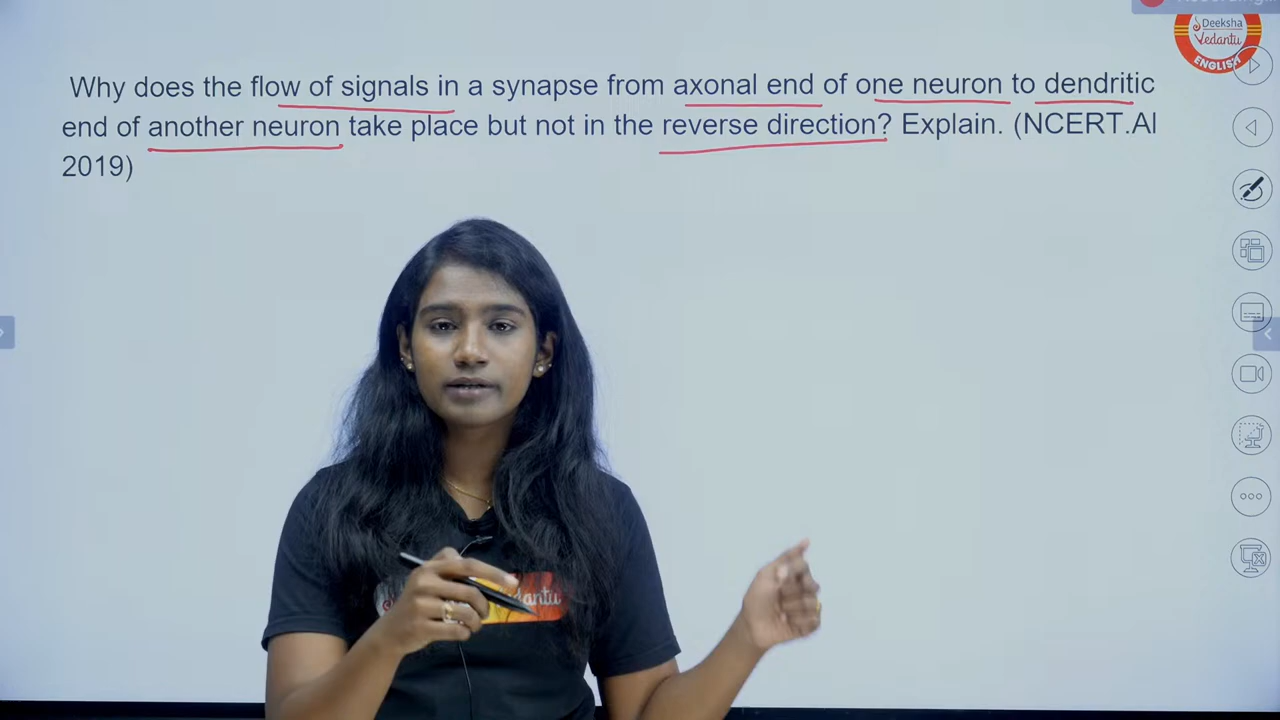 Recording...
Deeksha
Vedantu
ENGLISH
Why does the flow of signals in a synapse from axonal end of one neuron to dendritic
end of another neuron take place but not in the reverse direction? Explain. (NCERT.AI
2019)